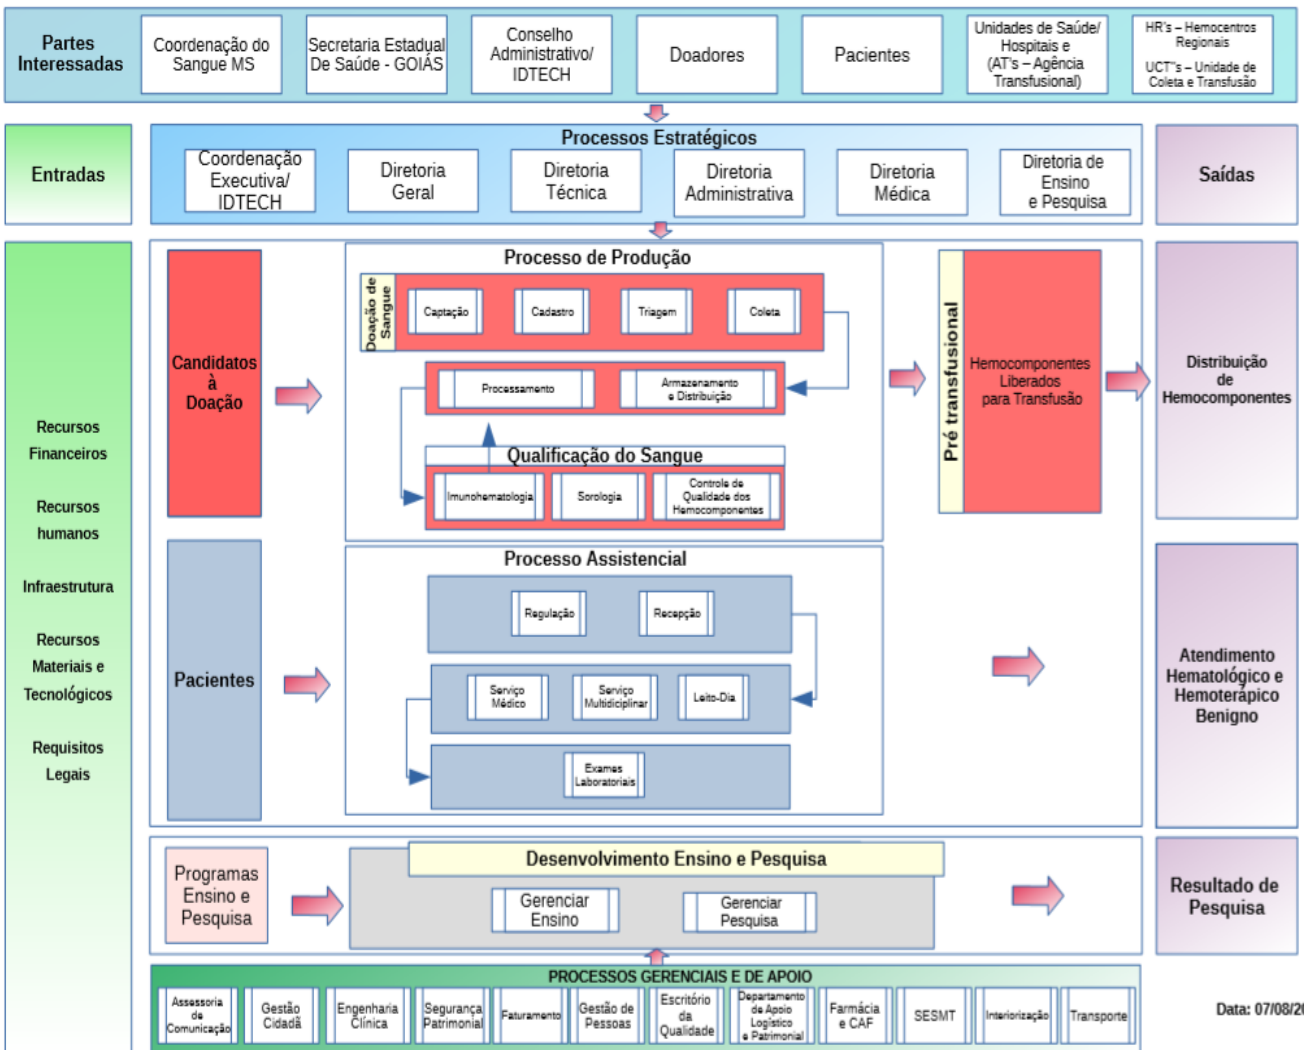 Partes
Interessadas
Coordenação do
Sangue MS
Secretaria Estadual
De Saúde - GOIÁS
Conselho
Administrativo/
IDTECH
Doadores
Pacientes
Unidades de Saúde/
Hospitais e
(AT's – Agência
Transfusional)
HR's – Hemocentros
Regionais
UCT"s – Unidade de
Coleta e Transfusão
Entradas
Processos Estratégicos
Coordenação
Executiva/
IDTECH
Diretoria
Geral
Diretoria
Técnica
Diretoria
Administrativa
Diretoria
Médica
Diretoria de
Ensino
e Pesquisa
Saídas
Recursos
Financeiros
Recursos
humanos
Infraestrutura
Recursos
Materiais e
Tecnológicos
Requisitos
Legais
Candidatos
à
Doação
Processo de Produção
Doação de
Sangue
Captação
Cadastro
Triagem
Coleta
Processamento
Armazenamento
e Distribuição
Qualificação do Sangue
Imunohematologia
Sorologia
Controle de
Qualidade dos
Hemocomponentes
Pré transfusional
Hemocomponentes
Liberados
para Transfusão
Distribuição
de
Hemocomponentes
Pacientes
Processo Assistencial
Regulação
Recepção
Serviço
Médico
Serviço
Multidiciplinar
Leito-Dia
Exames
Laboratoriais
Atendimento
Hematológico e
Hemoterápico
Benigno
Programas
Ensino e
Pesquisa
Desenvolvimento Ensino e Pesquisa
Gerenciar
Ensino
Gerenciar
Pesquisa
Resultado de
Pesquisa
PROCESSOS GERENCIAIS E DE APOIO
Assessoria
de
Comunicação
Gestão
Cidadã
Engenharia
Clínica
Segurança
Patrimonial
Faturamento
Gestão de
Pessoas
Escritório
da
Qualidade
Departamento
de Apoio
Logístico
e Patrimonial
Farmácia
e CAF
SESMT
Interiorização
Transporte
Data: 07/08/20